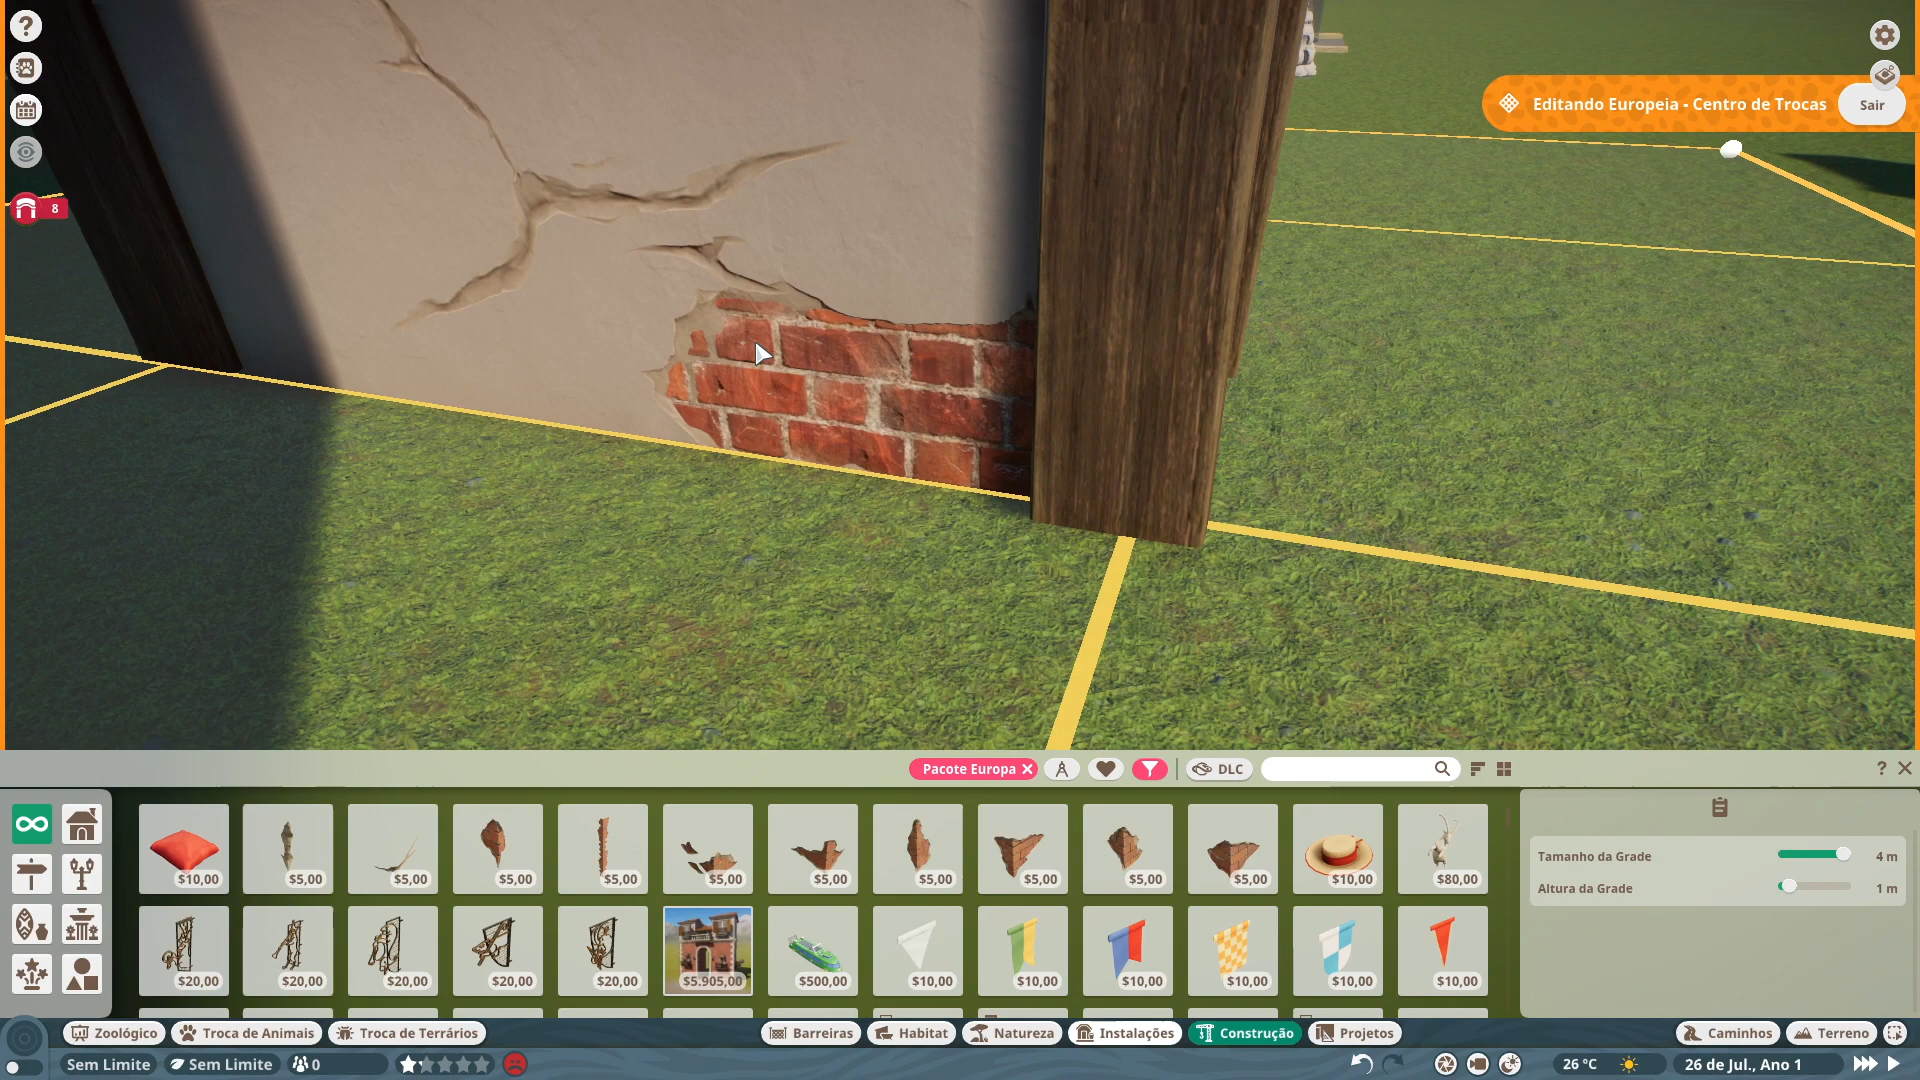 Editando Europeia - Centro de Trocas
Sair
8
Pacote Europa
DLC
?
$10,00
$5,00
$5,00
$5,00
$5,00
$5,00
$5,00
$5,00
$5,00
$5,00
$5,00
$10,00
$80,00
$20,00
$20,00
$20,00
$20,00
$20,00
$5.905,00
$500,00
$10,00
$10,00
$10,00
$10,00
$10,00
$10,00
Tamanho da Grade
4 m
Altura da Grade
1 m
Zoológico
Troca de Animais
Troca de Terrários
Barreiras
Habitat
Natureza
Instalações
Construção
Projetos
Caminhos
Terreno
Sem Limite
Sem Limite
0
26 °C
26 de Jul., Ano 1